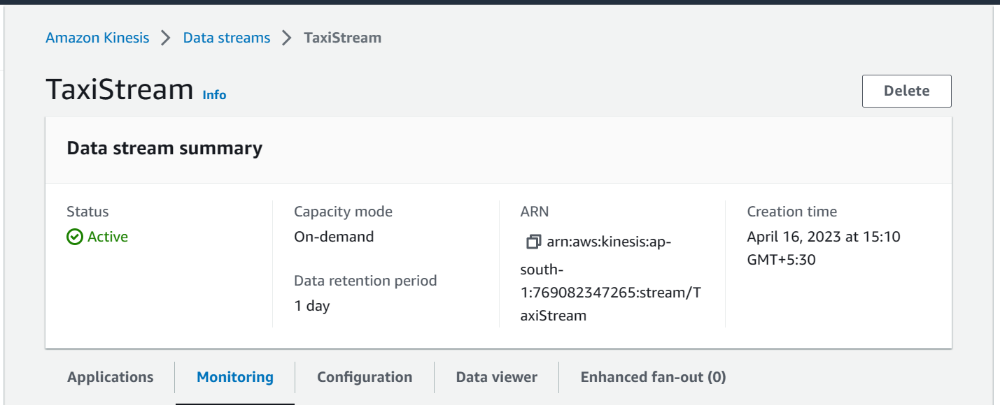 Amazon Kinesis > Data streams > TaxiStream
TaxiStream Info
Delete
Data stream summary
Status
Active
Capacity mode
On-demand
Data retention period
1 day
ARN
arn:aws:kinesis:ap-
south-
1:769082347265:stream/T
axiStream
Creation time
April 16, 2023 at 15:10
GMT+5:30
Applications
Monitoring
Configuration
Data viewer
Enhanced fan-out (0)